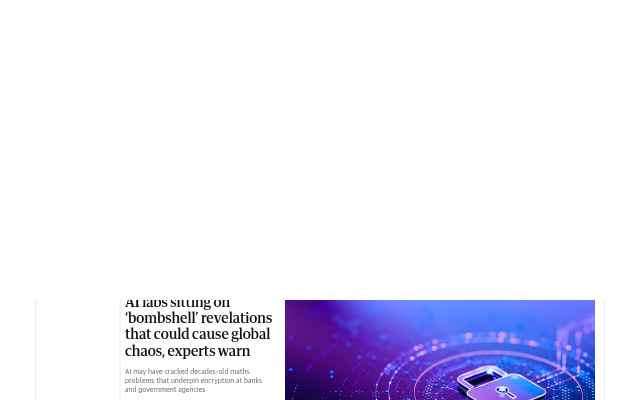 AI labs sitting on
‘bombshell’ revelations
that could cause global
chaos, experts warn
AI may have cracked decades-old maths
problems that underpin encryption at banks
and government agencies